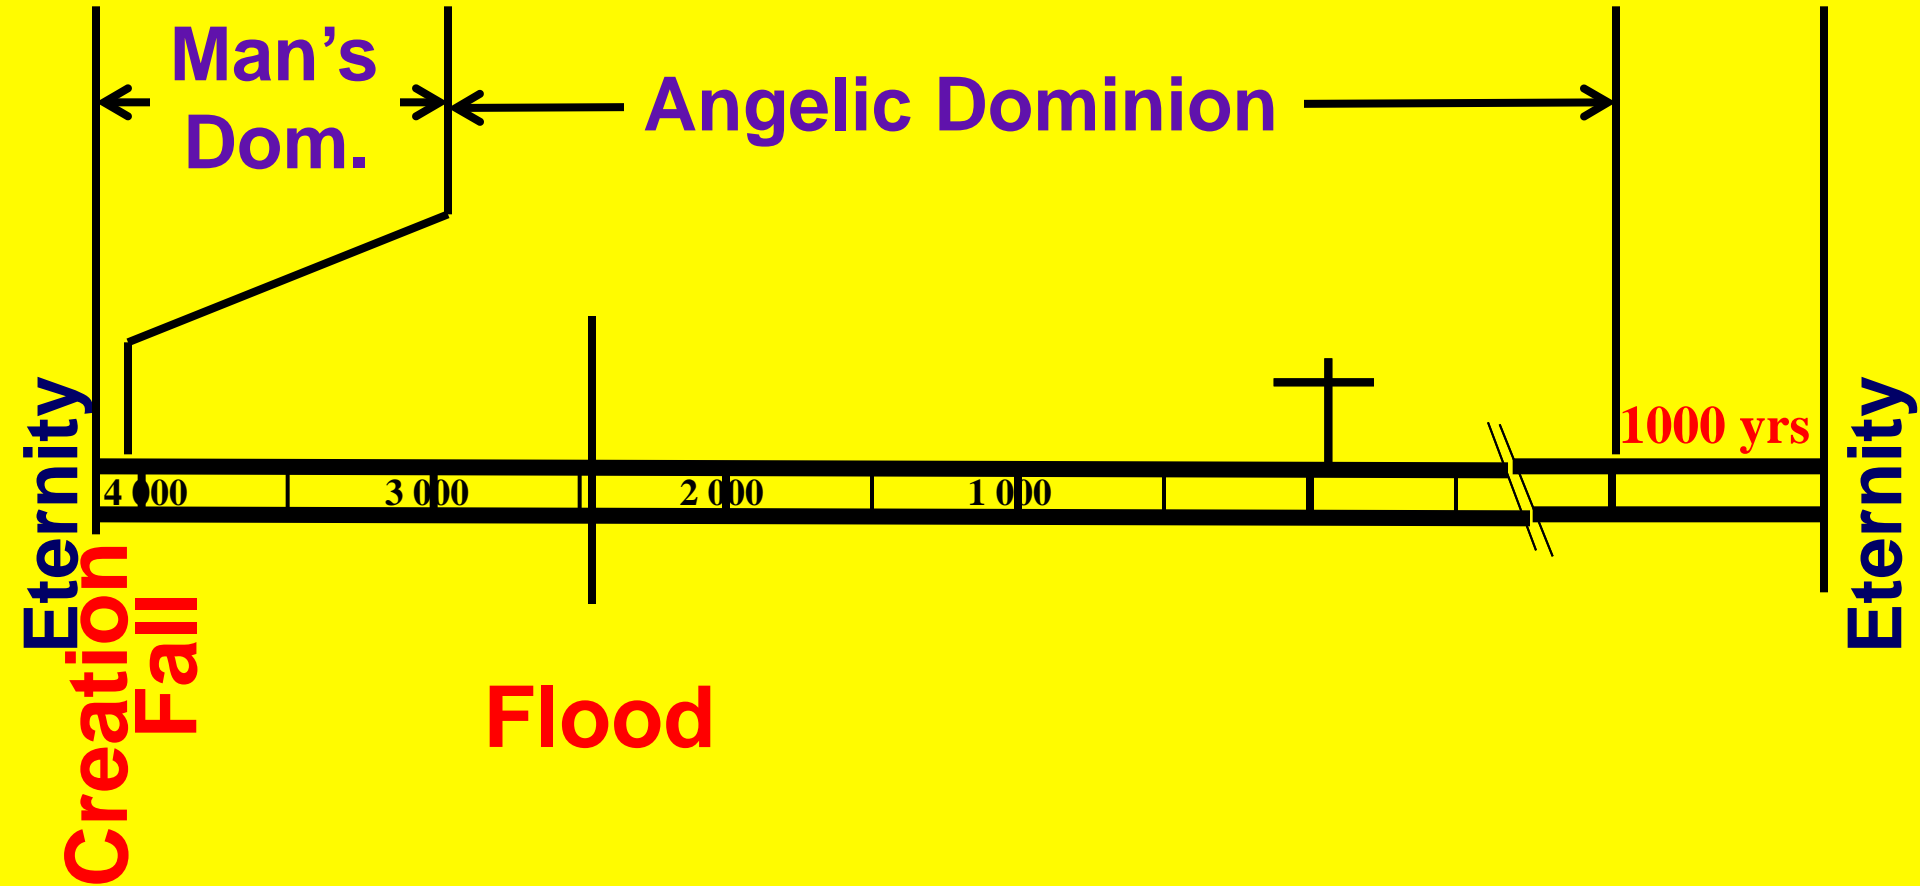 Man’s
Dom.
Angelic Dominion
Eternity
1000 yrs
Eternity
4 000
3 000
2 000
1 000
Creation
Fall
Flood